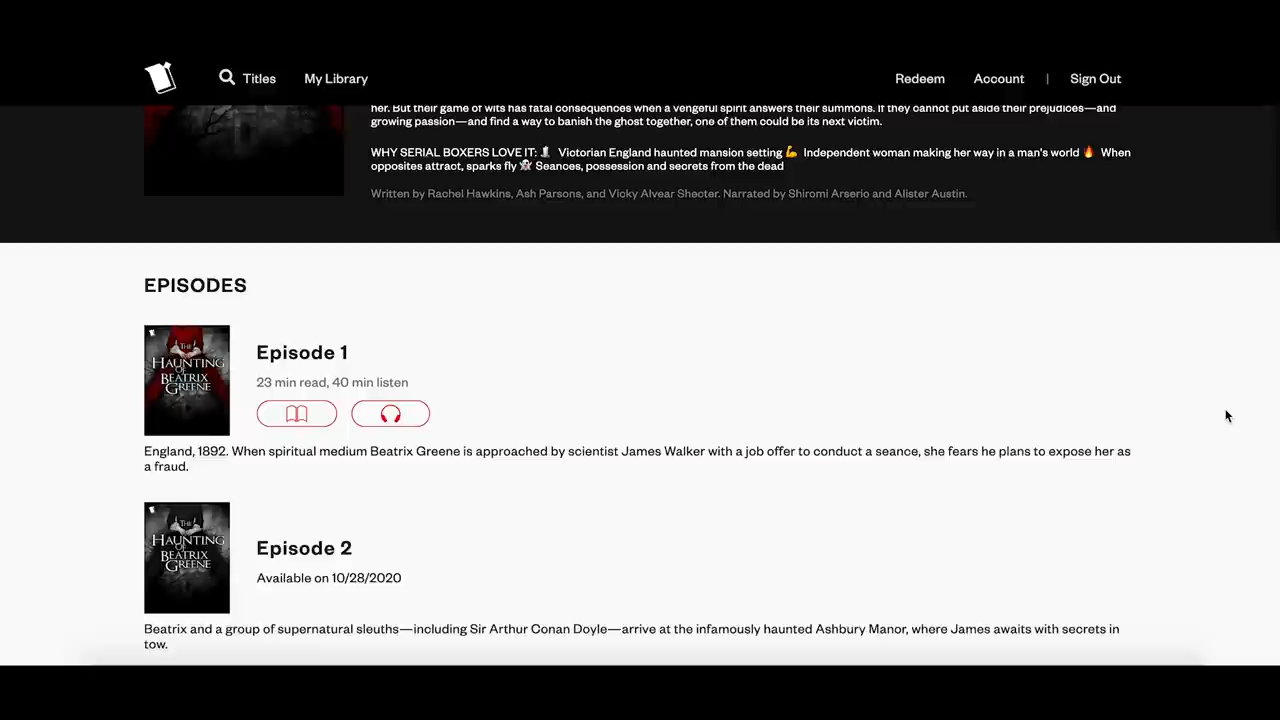 Titles
My Library
Redeem
Account
|
Sign Out
her. But their game of wits has fatal consequences when a vengeful spirit answers their summons. If they cannot put aside their prejudices—and
growing passion—and find a way to banish the ghost together, one of them could be its next victim.
WHY SERIAL BOXERS LOVE IT: Victorian England haunted mansion setting 💪 Independent woman making her way in a man's world 🔥 When
opposites attract, sparks fly 👻 Seances, possession and secrets from the dead
Written by Rachel Hawkins, Ash Parsons, and Vicky Alvear Shecter. Narrated by Shiromi Arserio and Alister Austin.
EPISODES
THE
HAUNTING
OF
BEATRIX
GREENE
Episode 1
23 min read, 40 min listen
England, 1892. When spiritual medium Beatrix Greene is approached by scientist James Walker with a job offer to conduct a seance, she fears he plans to expose her as
a fraud.
THE
HAUNTING
OF
BEATRIX
GREENE
Episode 2
Available on 10/28/2020
Beatrix and a group of supernatural sleuths—including Sir Arthur Conan Doyle—arrive at the infamously haunted Ashbury Manor, where James awaits with secrets in
tow.